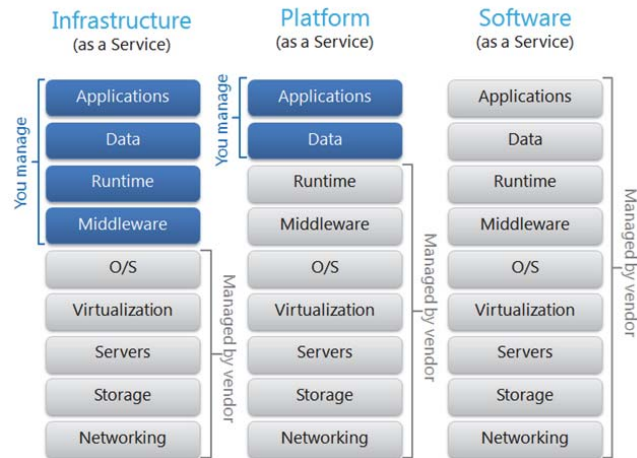 Infrastructure
(as a Service)
You manage
Applications
Data
Runtime
Middleware
O/S
Virtualization
Servers
Storage
Networking
Managed by vendor
Platform
(as a Service)
You manage
Applications
Data
Runtime
Middleware
O/S
Virtualization
Servers
Storage
Networking
Managed by vendor
Software
(as a Service)
Applications
Data
Runtime
Middleware
O/S
Virtualization
Servers
Storage
Networking
Managed by vendor